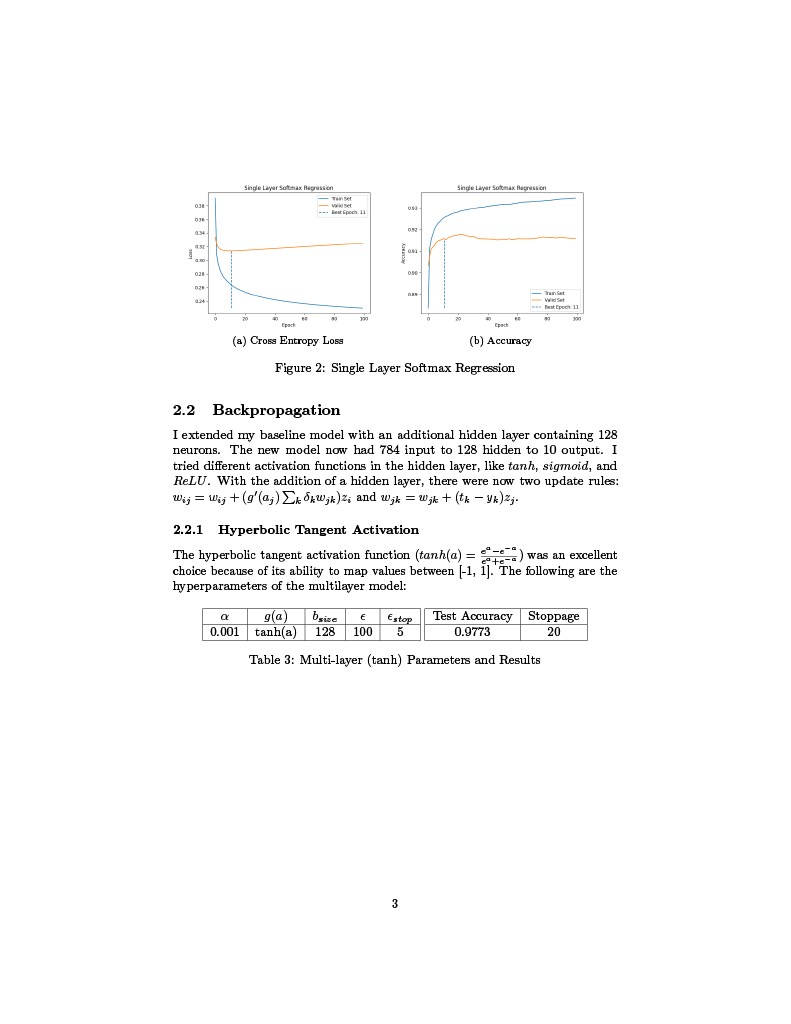 Single Layer Softmax Regression
Loss
0.38
0.36
0.34
0.32
0.30
0.28
0.26
0.24
0 20 40 60 80 100
Epoch
Train Set
Valid Set
Best Epoch: 11
(a) Cross Entropy Loss
Single Layer Softmax Regression
Accuracy
0.93
0.92
0.91
0.90
0.89
0 20 40 60 80 100
Epoch
Train Set
Valid Set
Best Epoch: 11
(b) Accuracy
Figure 2: Single Layer Softmax Regression
2.2 Backpropagation
I extended my baseline model with an additional hidden layer containing 128
neurons. The new model now had 784 input to 128 hidden to 10 output. I
tried different activation functions in the hidden layer, like tanh, sigmoid, and
ReLU. With the addition of a hidden layer, there were now two update rules:
w_{ij} = w_{ij} + (g′(a_j) ∑_k δ_k w_{jk})z_i and w_{jk} = w_{jk} + (t_k − y_k)z_j.
2.2.1 Hyperbolic Tangent Activation
The hyperbolic tangent activation function (tanh(a) = \frac{e^a−e^{−a}}{e^a+e^{−a}}) was an excellent
choice because of its ability to map values between [-1, 1]. The following are the
hyperparameters of the multilayer model:
α g(a) b_{size} ϵ ϵ_{stop} Test Accuracy Stoppage
0.001 tanh(a) 128 100 5 0.9773 20
Table 3: Multi-layer (tanh) Parameters and Results
3